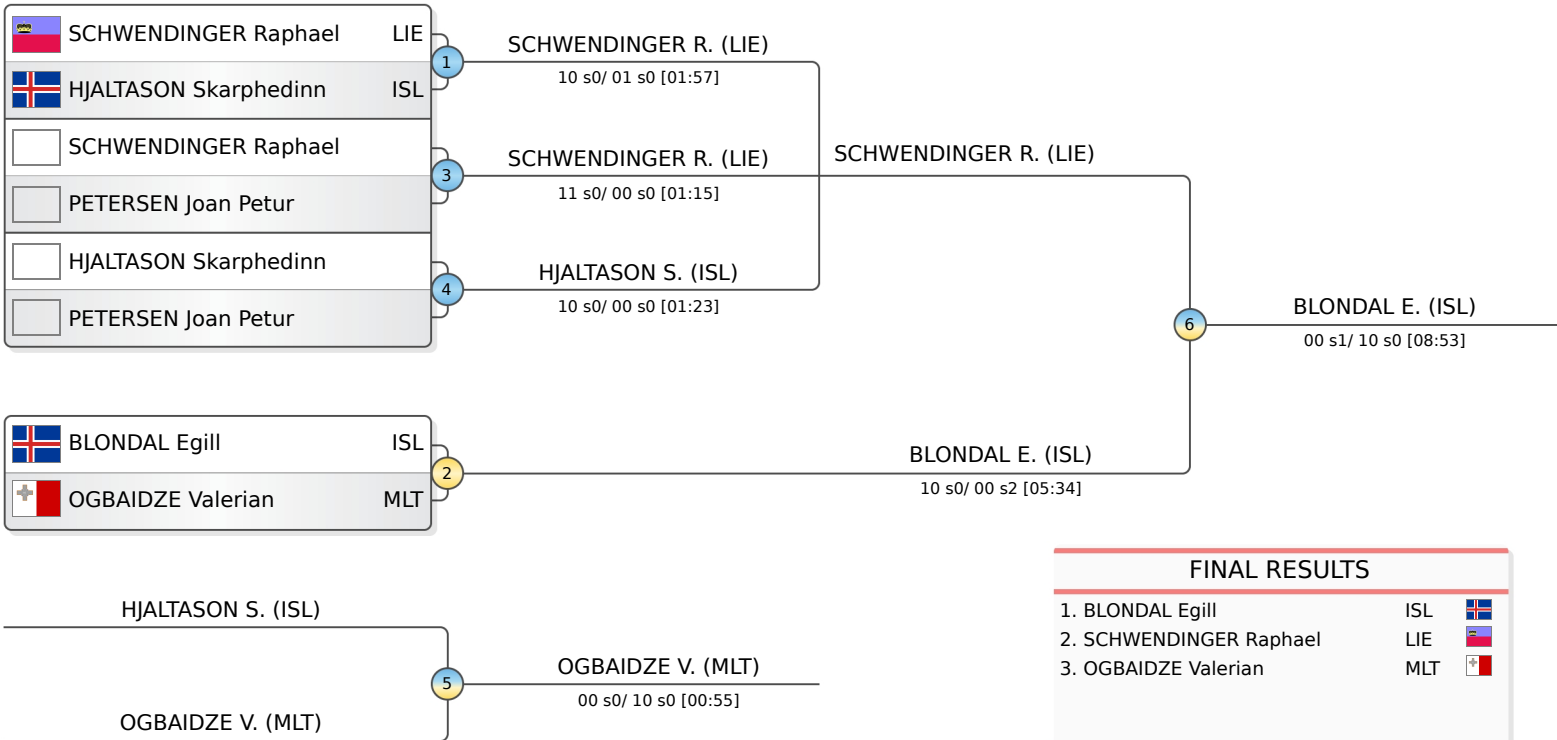 SCHWENDINGER Raphael LIE
HJALTASON Skarphedinn ISL
1
SCHWENDINGER R. (LIE)
10 s0/ 01 s0 [01:57]
SCHWENDINGER Raphael
PETERSEN Joan Petur
3
SCHWENDINGER R. (LIE)
11 s0/ 00 s0 [01:15]
HJALTASON Skarphedinn
PETERSEN Joan Petur
4
HJALTASON S. (ISL)
10 s0/ 00 s0 [01:23]
SCHWENDINGER R. (LIE)
BLONDAL Egill ISL
OGBAIDZE Valerian MLT
2
BLONDAL E. (ISL)
10 s0/ 00 s2 [05:34]
6
BLONDAL E. (ISL)
00 s1/ 10 s0 [08:53]
HJALTASON S. (ISL)
OGBAIDZE V. (MLT)
5
OGBAIDZE V. (MLT)
00 s0/ 10 s0 [00:55]
FINAL RESULTS
1. BLONDAL Egill ISL
2. SCHWENDINGER Raphael LIE
3. OGBAIDZE Valerian MLT